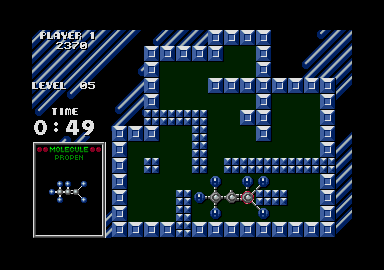 PLAYER 1
2370
LEVEL 05
TIME
0:49
MOLECULE
PROPEN